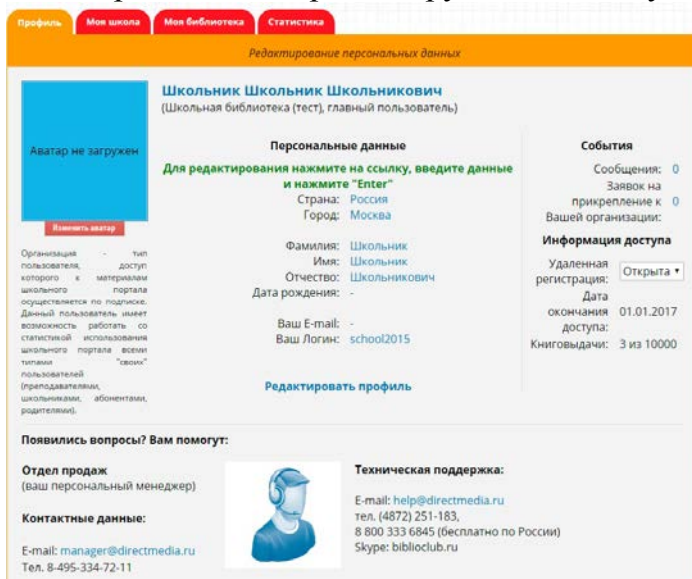 Профиль
Моя школа
Моя библиотека
Статистика
Редактирование персональных данных
Аватар не загружен
Изменить аватар
Организация - тип
пользователя, доступ
которого к материалам
школьного портала
осуществляется по подписке.
Данный пользователь имеет
возможность работать со
статистикой использования
школьного портала всеми
типами "своих"
пользователей
(преподавателями,
школьниками, абонентами,
родителями).
Школьник Школьник Школьникович
(Школьная библиотека (тест), главный пользователь)
Персональные данные
Для редактирования нажмите на ссылку, введите данные
и нажмите "Enter"
Страна: Россия
Город: Москва
Фамилия: Школьник
Имя: Школьник
Отчество: Школьникович
Дата рождения: -
Ваш E-mail: -
Ваш Логин: school2015
Редактировать профиль
События
Сообщения: 0
Заявок на
прикрепление к 0
Вашей организации:
Информация доступа
Удаленная
регистрация: Открыта
Дата
окончания 01.01.2017
доступа:
Книговыдачи: 3 из 10000
Появились вопросы? Вам помогут:
Отдел продаж
(ваш персональный менеджер)
Контактные данные:
E-mail: manager@directmedia.ru
Тел. 8-495-334-72-11
Техническая поддержка:
E-mail: help@directmedia.ru
тел. (4872) 251-183,
8 800 333 6845 (бесплатно по
России)
Skype: biblioclub.ru